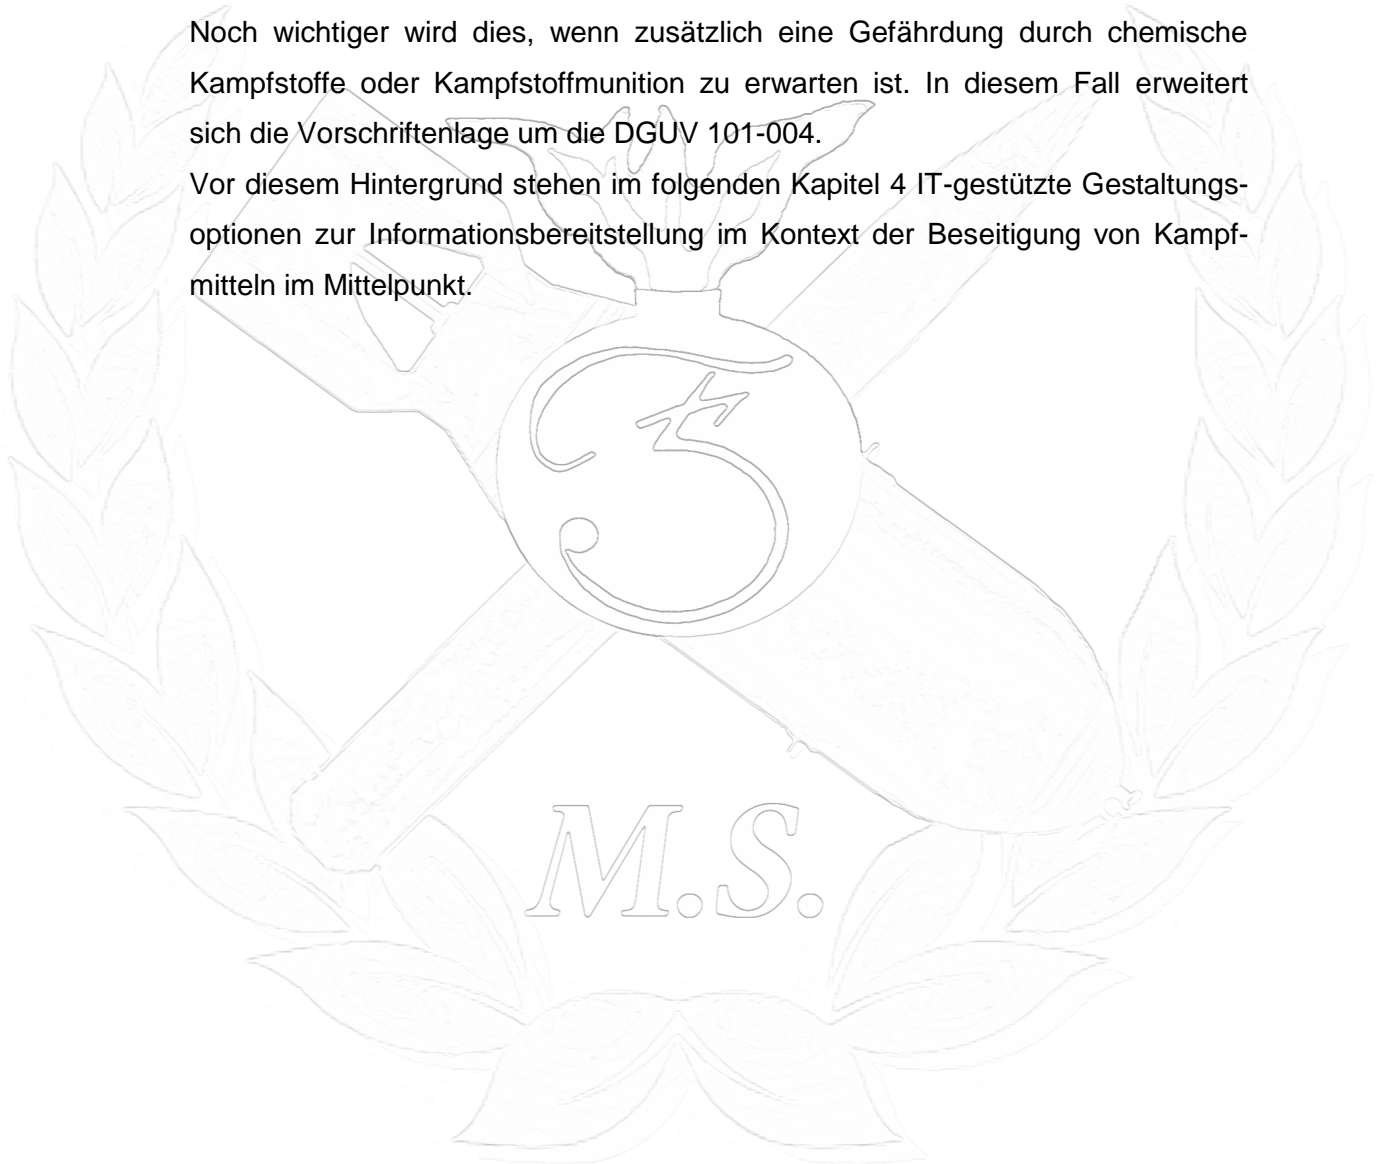 Noch wichtiger wird dies, wenn zusätzlich eine Gefährdung durch chemische
Kampfstoffe oder Kampfstoffmunition zu erwarten ist. In diesem Fall erweitert
sich die Vorschriftenlage um die DGUV 101-004.
Vor diesem Hintergrund stehen im folgenden Kapitel 4 IT-gestützte Gestaltungs-
optionen zur Informationsbereitstellung im Kontext der Beseitigung von Kampf-
mitteln im Mittelpunkt.
M.S.